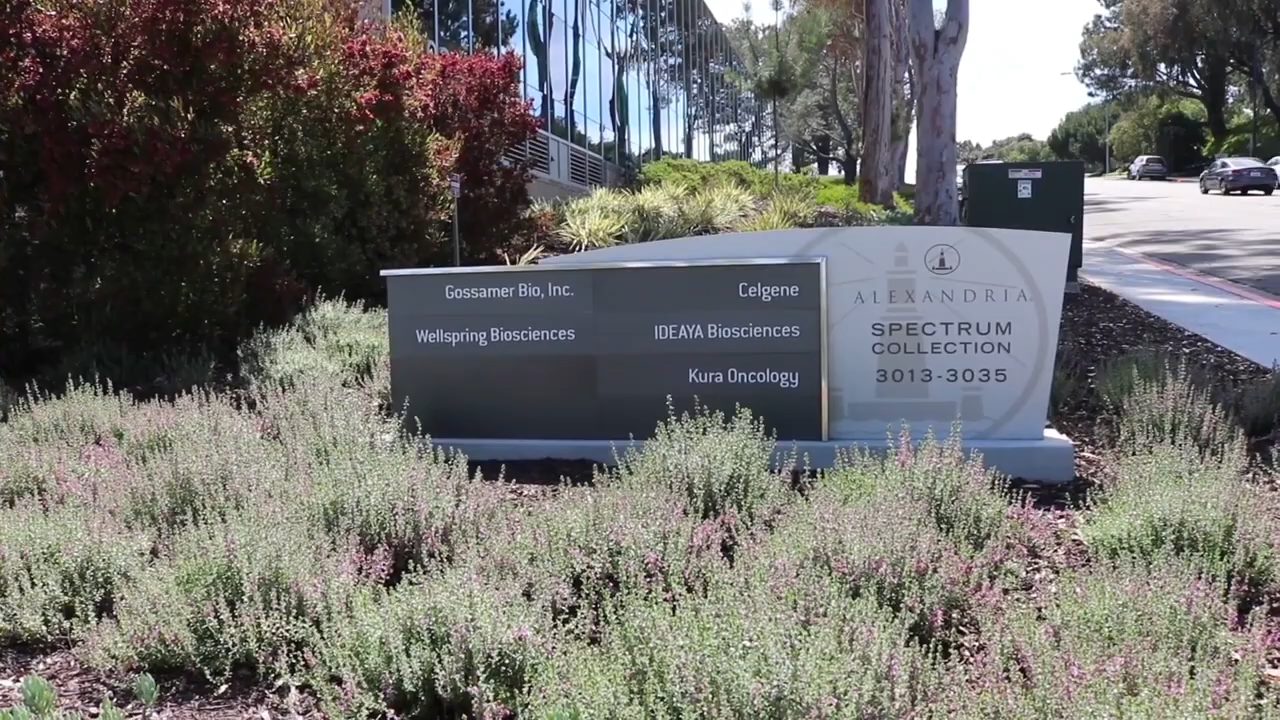 Gossamer Bio, Inc.
Celgene
Wellspring Biosciences
IDEAYA Biosciences
Kura Oncology
ALEXANDRIA
SPECTRUM
COLLECTION
3013-3035